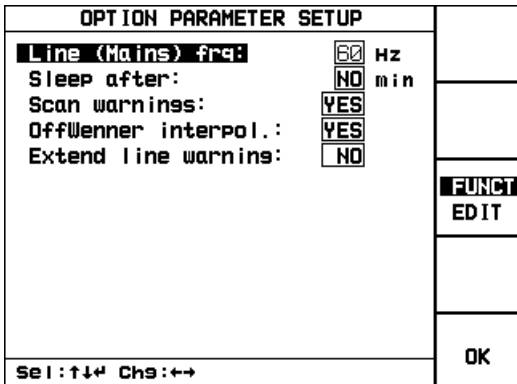 OPTION PARAMETER SETUP
Line (Mains) frq: 60 Hz
Sleep after: NO min
Scan warnings: YES
OffWenner interpol.: YES
Extend line warning: NO
FUNCT
EDIT
OK
Sel:↑↓↵ Chg:←→